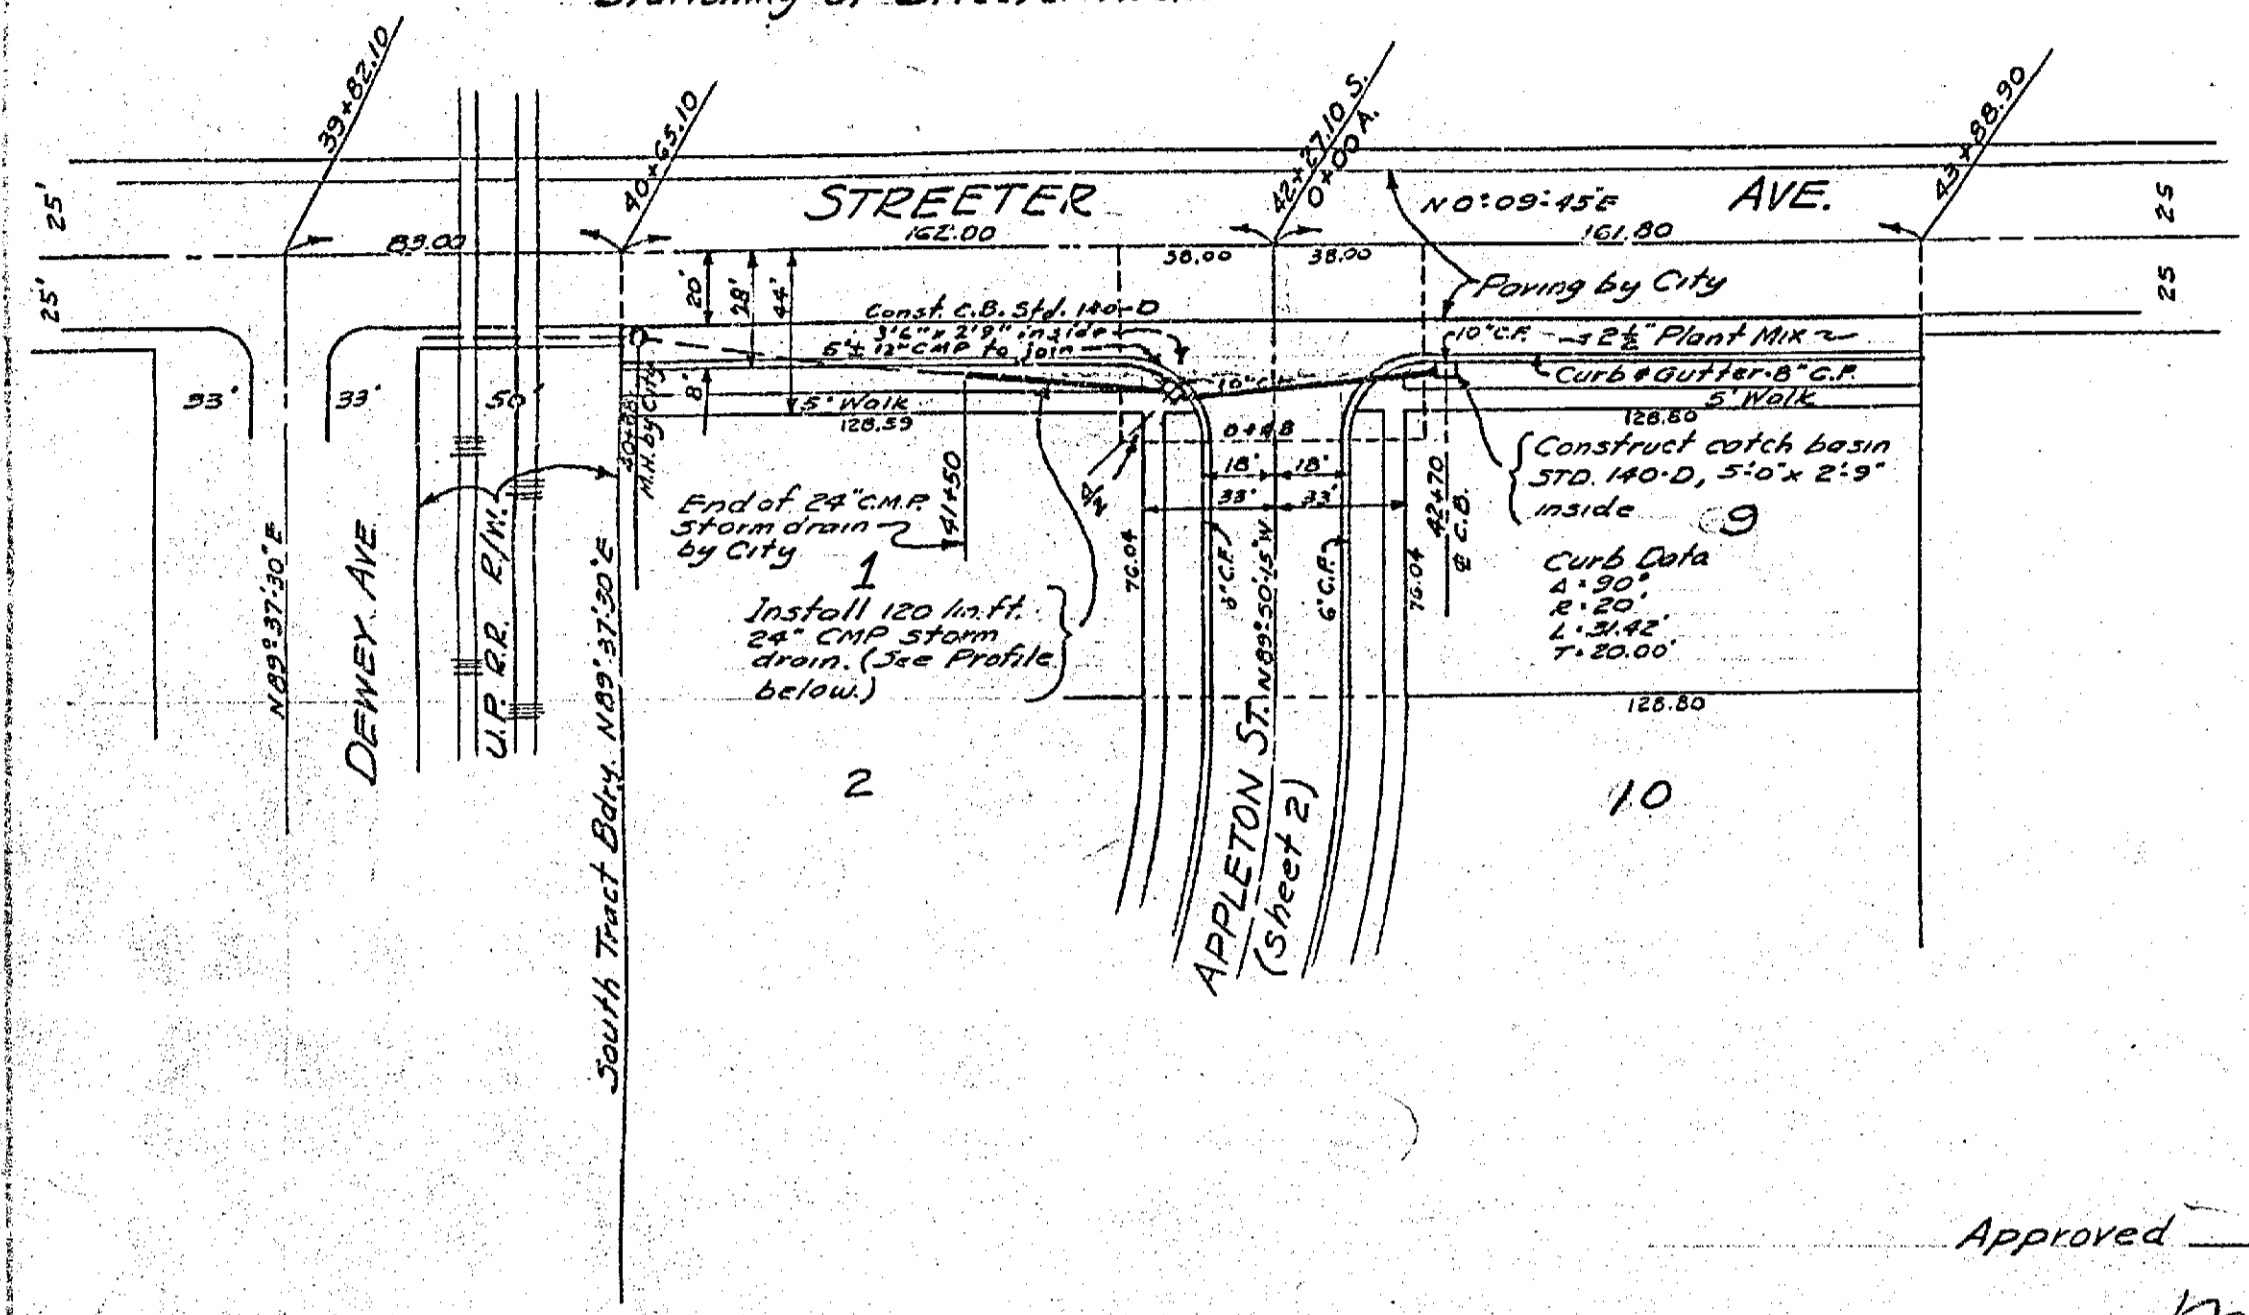 39+82.10
40+65.10
42+27.10 S.
0+00 A.
43+88.90
STREETER AVE.
N0°09'45"E
25'
25'
25
25
83.00
162.00
38.00
38.00
161.80
20'
28'
44'
8'
Const. C.B. Std. 140-D
3'6" x 2'9" inside
5'± 12" CMP to join
Paving by City
10" C.F.
2½" Plant Mix
Curb & Gutter-8" C.F.
5' Walk
128.80
5' Walk
128.59
33'
33'
50'
M.H. by City
0+48
18'
18'
33'
33'
Construct catch basin
STD. 140-D, 5'-0" x 2'-9"
inside
9
End of 24" C.M.P.
storm drain
by City
41+50
1
Install 120 lin. ft.
24" CMP storm
drain. (See Profile
below.)
76.04
6" C.F.
76.04
42+70
℄ C.B.
Curb Data
Δ=90°
R=20'
L=31.42'
T=20.00'
128.80
N89°37'-30"E
DEWEY AVE
U.P. R.R. R/W.
South Tract Bdry. N89°37'30"E
2
APPLETON ST. N89°-50'-15"W
(sheet 2)
10
Approved